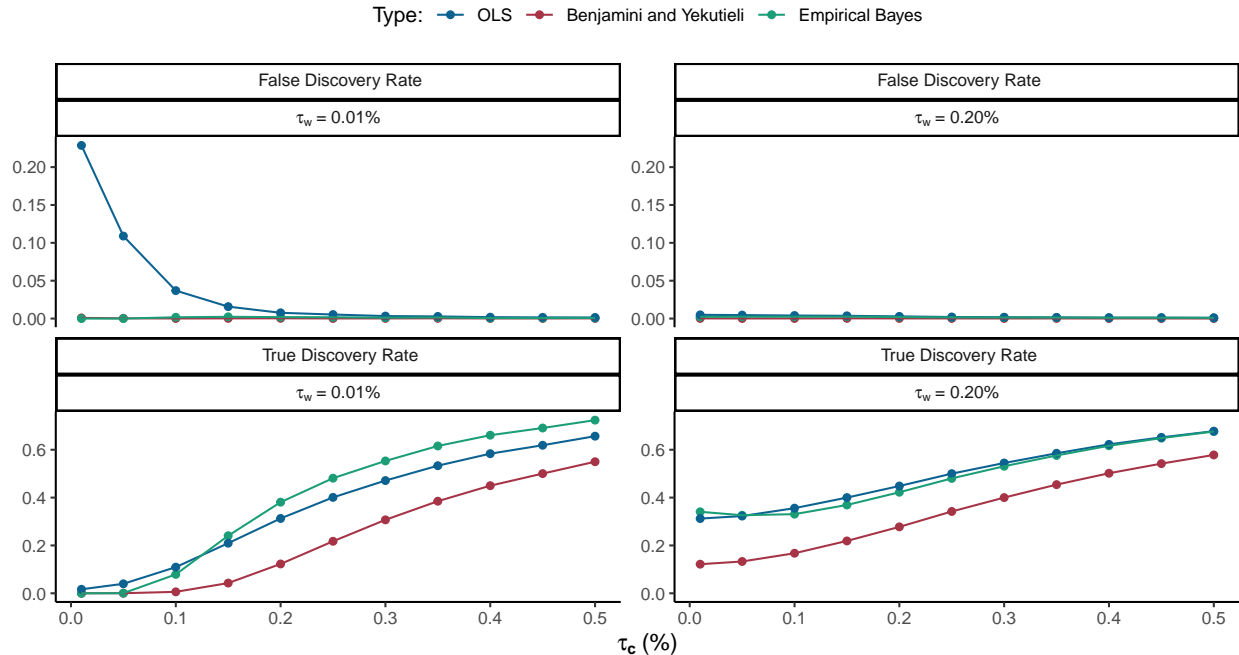 Type: OLS Benjamini and Yekutieli Empirical Bayes
False Discovery Rate False Discovery Rate
τw = 0.01% τw = 0.20%
0.20 0.20
0.15 0.15
0.10 0.10
0.05 0.05
0.00 0.00
True Discovery Rate True Discovery Rate
τw = 0.01% τw = 0.20%
0.6 0.6
0.4 0.4
0.2 0.2
0.0 0.0
0.0 0.1 0.2 0.3 0.4 0.5 0.0 0.1 0.2 0.3 0.4 0.5
τc (%)